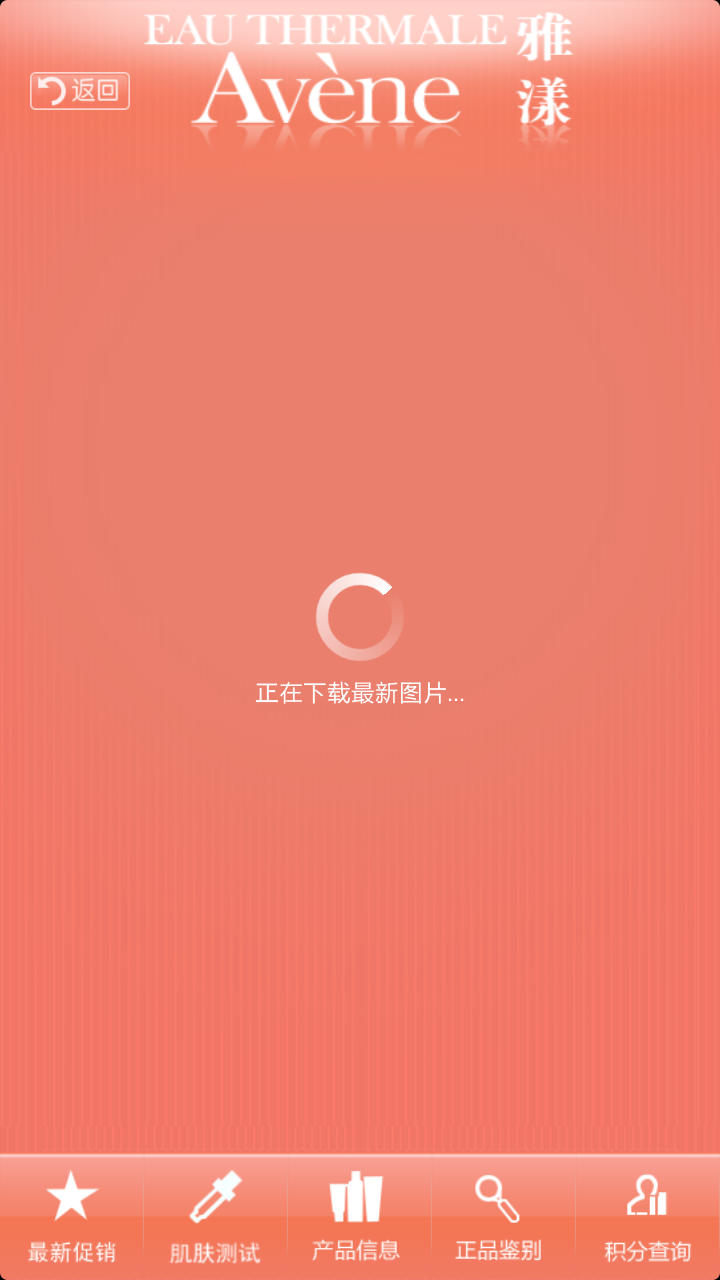 EAU THERMALE
Avène
雅漾
返回
正在下载最新图片...
最新促销
肌肤测试
产品信息
正品鉴别
积分查询